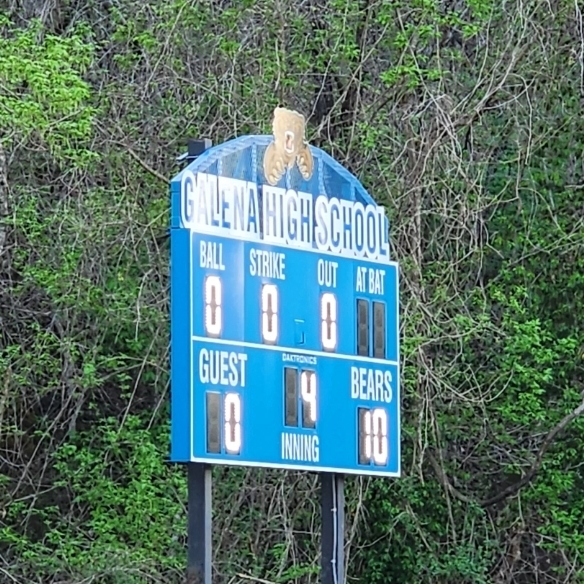 GALENA HIGH SCHOOL
BALL STRIKE OUT AT BAT
0 0 0
GUEST DAKTRONICS BEARS
0 4 10
INNING